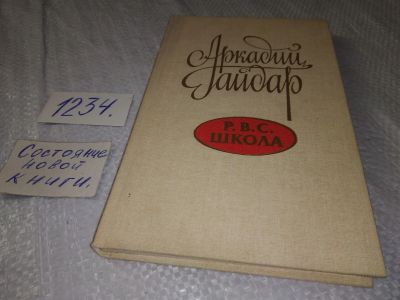 Аркадий
Гайдар
Р.В.С.
ШКОЛА
1234.
Состояние
новой
книги.